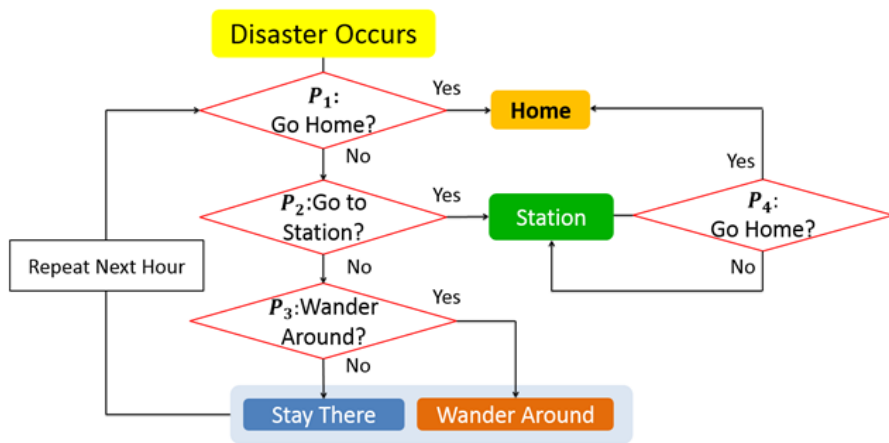 Disaster Occurs
P₁:
Go Home?
Yes
Home
No
Yes
P₂:Go to
Station?
Yes
Station
P₄:
Go Home?
No
No
Repeat Next Hour
P₃:Wander
Around?
Yes
No
Stay There
Wander Around